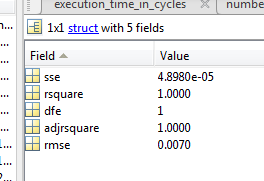 execution_time_in_cycles
numbe
1x1 struct with 5 fields
Field Value
sse 4.8980e-05
rsquare 1.0000
dfe 1
adjrsquare 1.0000
rmse 0.0070